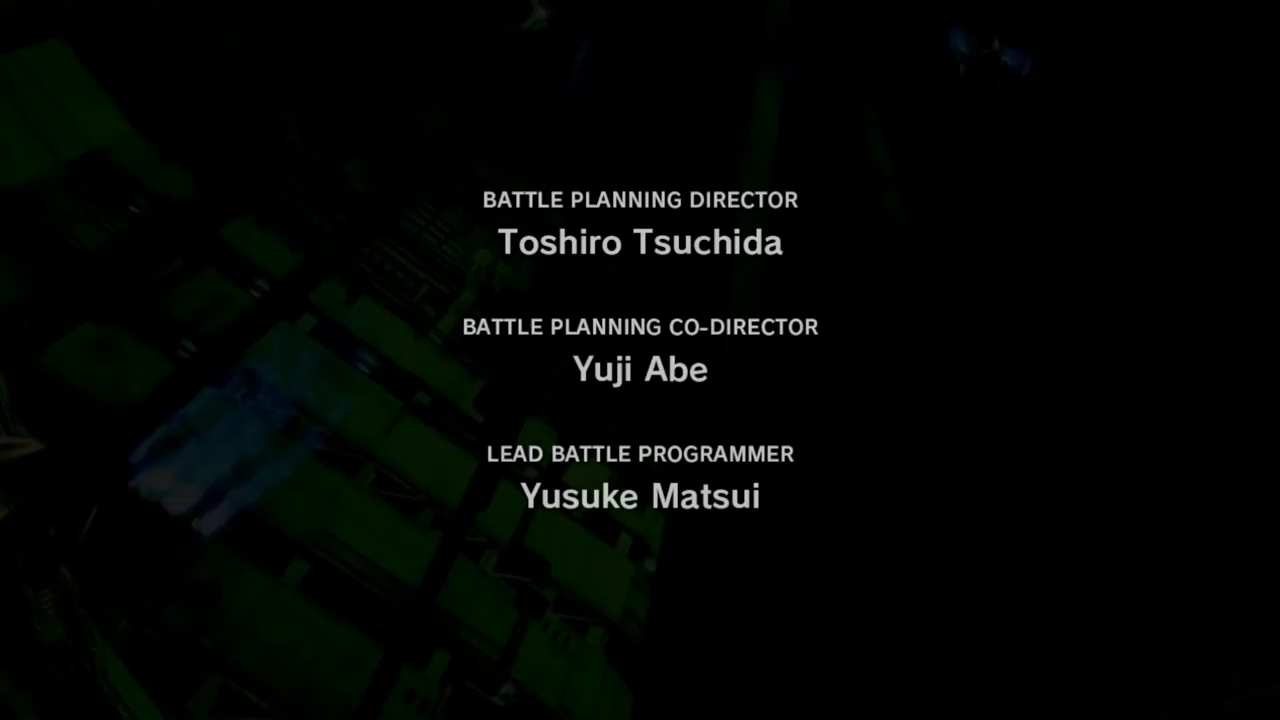 BATTLE PLANNING DIRECTOR
Toshiro Tsuchida
BATTLE PLANNING CO-DIRECTOR
Yuji Abe
LEAD BATTLE PROGRAMMER
Yusuke Matsui